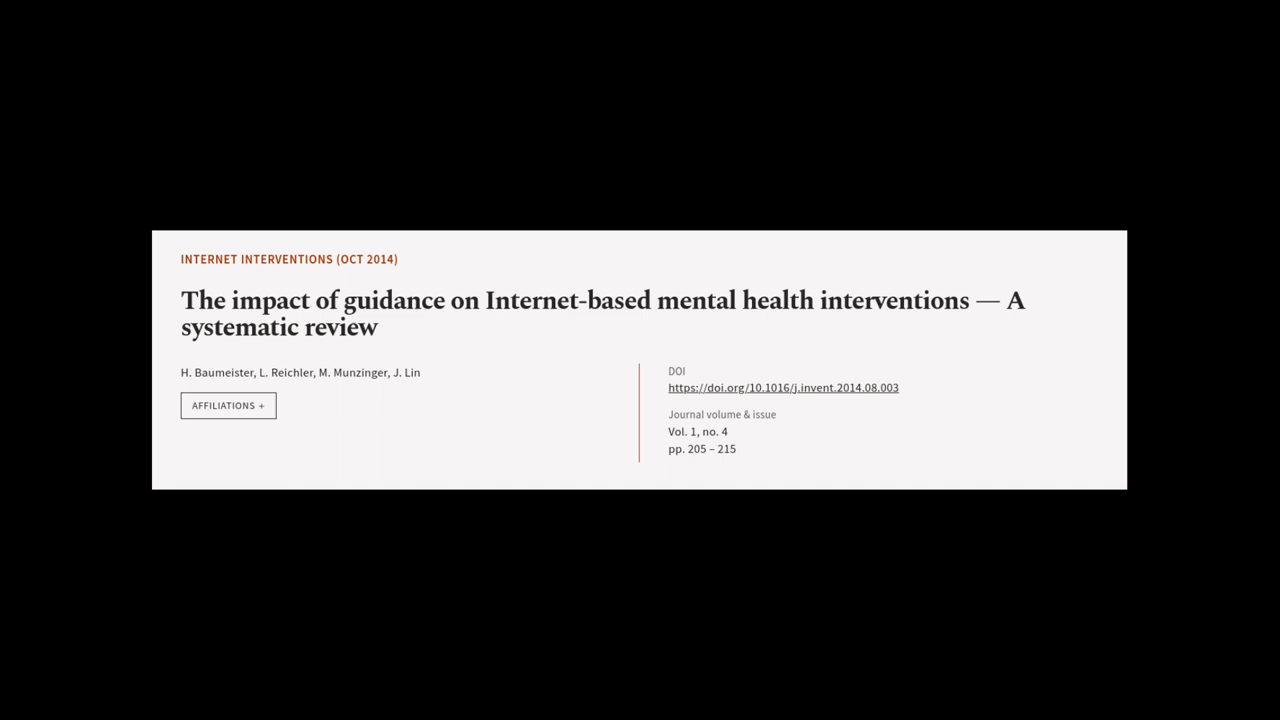 INTERNET INTERVENTIONS (OCT 2014)
The impact of guidance on Internet-based mental health interventions — A
systematic review
H. Baumeister, L. Reichler, M. Munzinger, J. Lin
AFFILIATIONS +
DOI
https://doi.org/10.1016/j.invent.2014.08.003
Journal volume & issue
Vol. 1, no. 4
pp. 205 – 215